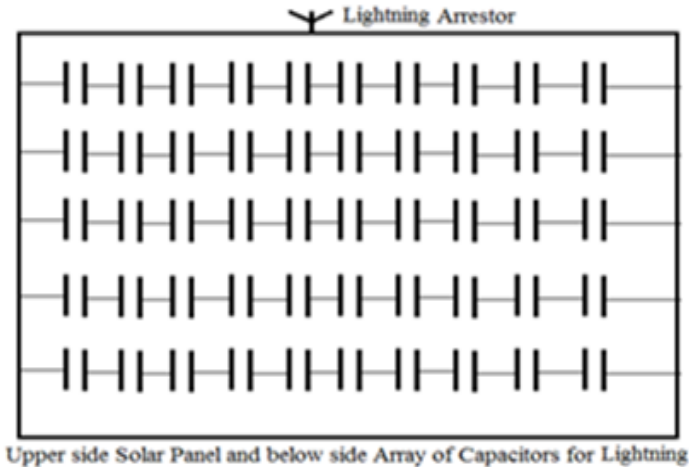 Lightning Arrestor
Upper side Solar Panel and below side Array of Capacitors for Lightning